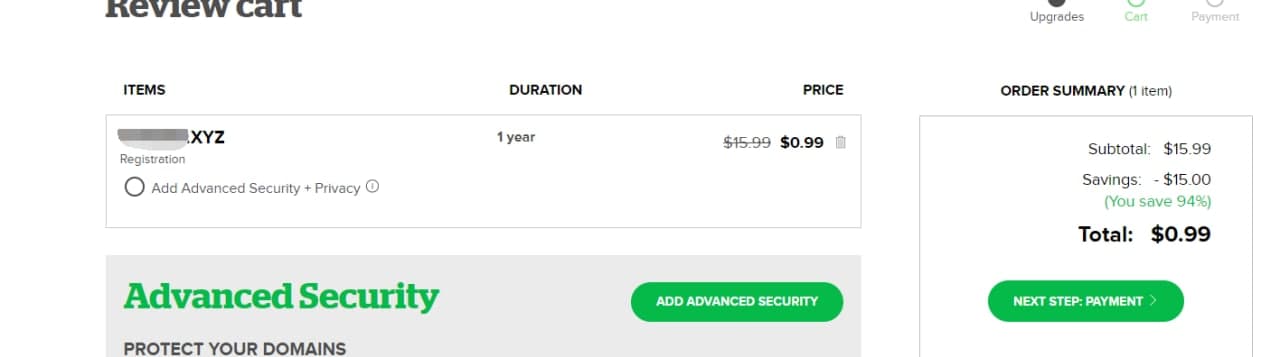 Review cart
Upgrades
Cart
Payment
ITEMS
DURATION
PRICE
.XYZ
1 year
$15.99 $0.99
Registration
Add Advanced Security + Privacy
Advanced Security
ADD ADVANCED SECURITY
PROTECT YOUR DOMAINS
ORDER SUMMARY (1 item)
Subtotal: $15.99
Savings: - $15.00
(You save 94%)
Total: $0.99
NEXT STEP: PAYMENT